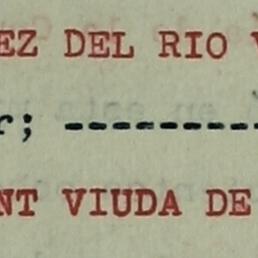 EZ DEL RIO
r; ---------
NT VIUDA DE